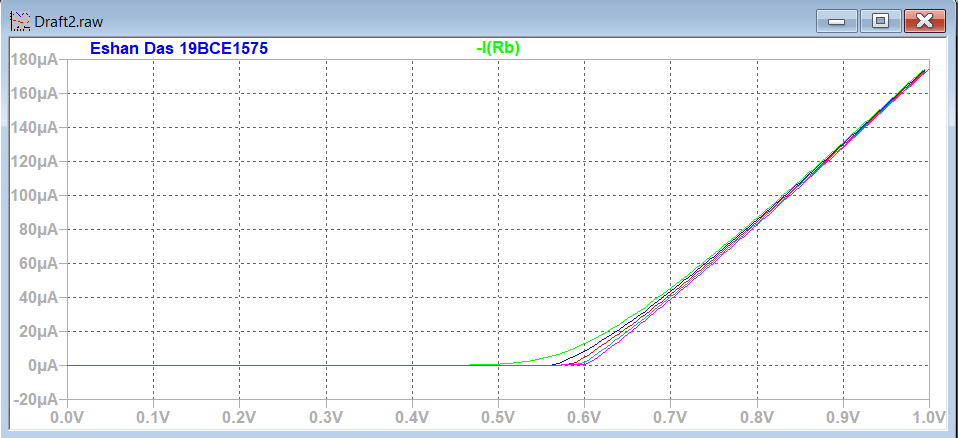 Draft2.raw
Eshan Das 19BCE1575 -I(Rb)
180µA
160µA
140µA
120µA
100µA
80µA
60µA
40µA
20µA
0µA
-20µA
0.0V 0.1V 0.2V 0.3V 0.4V 0.5V 0.6V 0.7V 0.8V 0.9V 1.0V